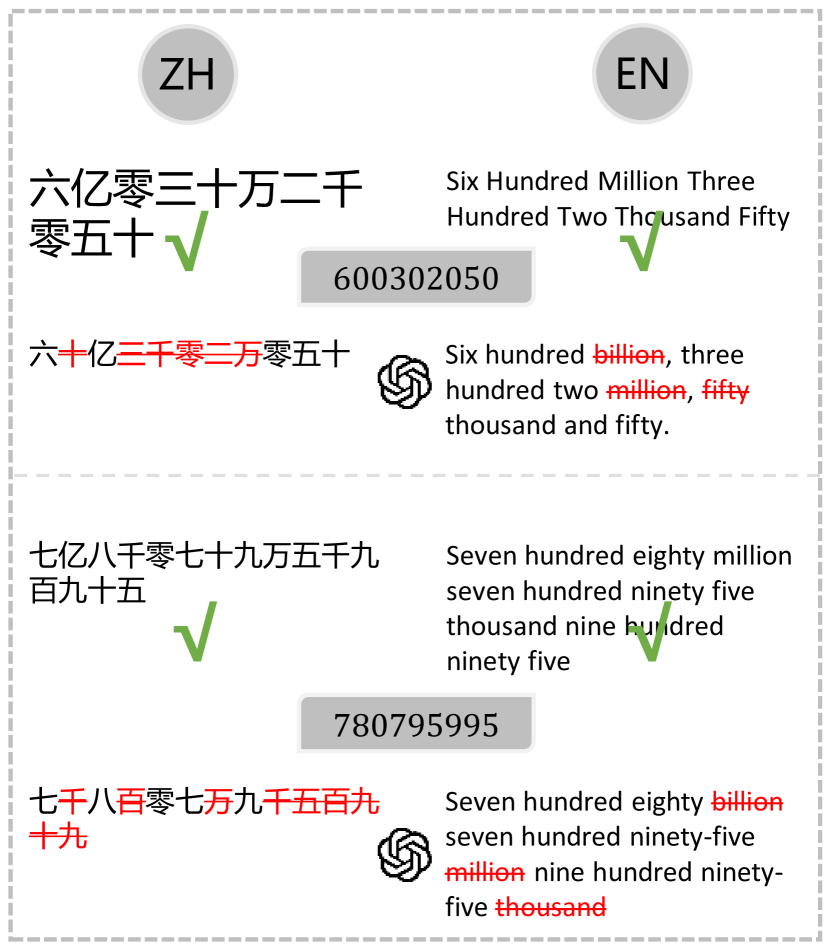 ZH
EN
六亿零三十万二千
零五十
√
Six Hundred Million Three
Hundred Two Thousand Fifty
√
600302050
六十亿三千零二万零五十
Six hundred billion, three
hundred two million, fifty
thousand and fifty.
七亿八千零七十九万五千九
百九十五
√
Seven hundred eighty million
seven hundred ninety five
thousand nine hundred
ninety five
√
780795995
七千八百零七万九千五百九
十九
Seven hundred eighty billion
seven hundred ninety-five
million nine hundred ninety-
five thousand